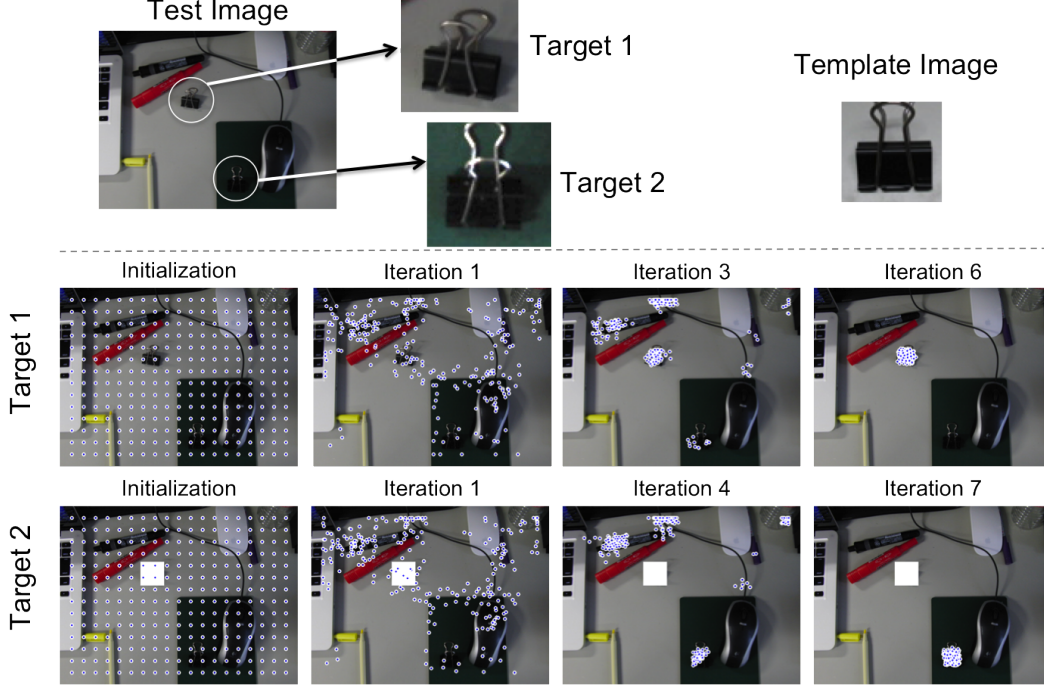 Test Image
Target 1
Template Image
Target 2
Initialization
Iteration 1
Iteration 3
Iteration 6
Target 1
Initialization
Iteration 1
Iteration 4
Iteration 7
Target 2